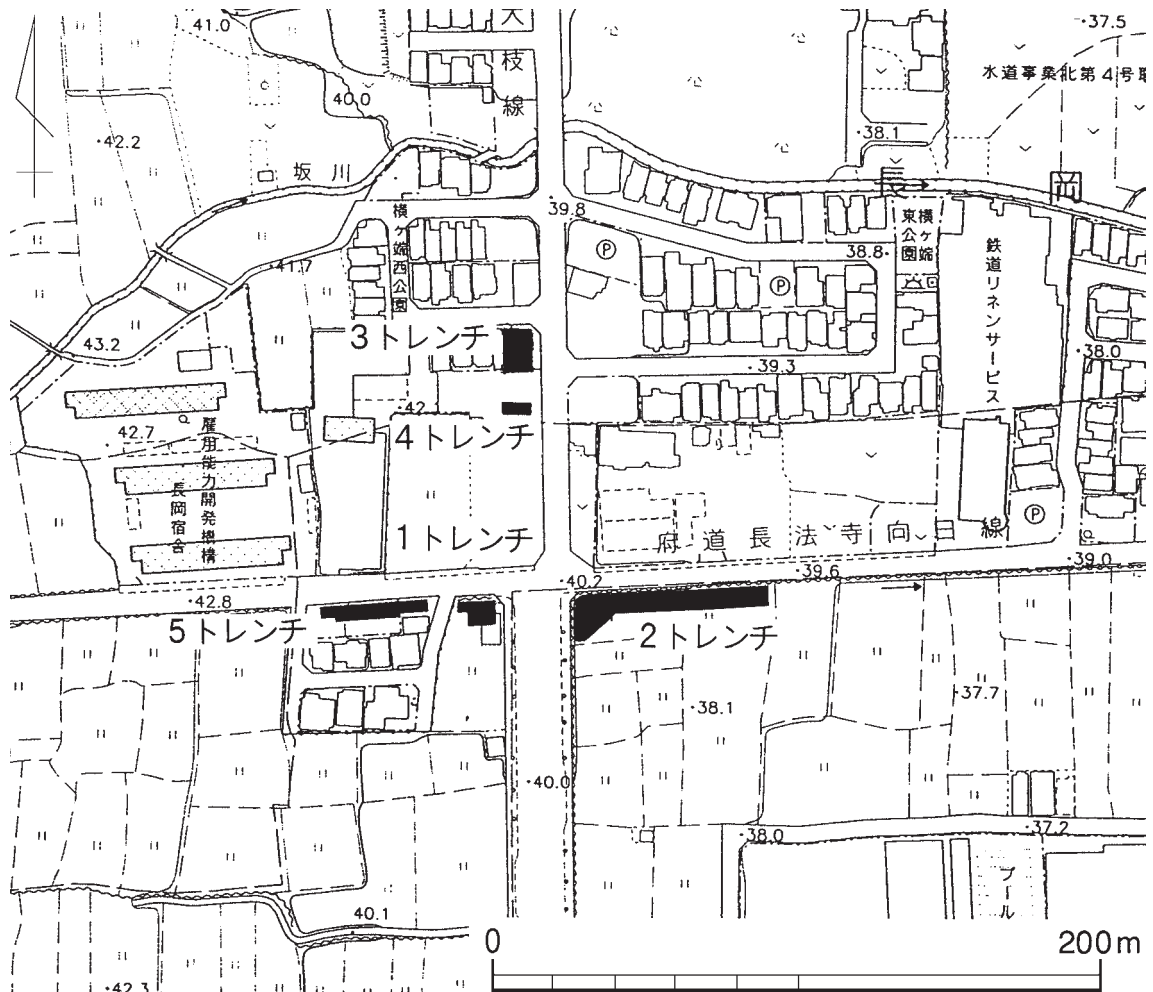 41.0
大枝線
37.5
水道事業北第4号
40.0
42.2
38.1
坂川
長
岡
39.8
横ヶ端西公園
横ヶ端東公園
鉄道リネンサービス
38.8
P
41.7
P
43.2
3トレンチ
38.0
39.3
42.
4トレンチ
42.7
雇用能力開発機構
長岡宿舎
P
1トレンチ
府道長法寺向日線
39.0
40.2
39.6
42.8
5トレンチ
2トレンチ
37.7
38.1
40.0
38.0
37.2
プール
40.1
0
200m
42.3